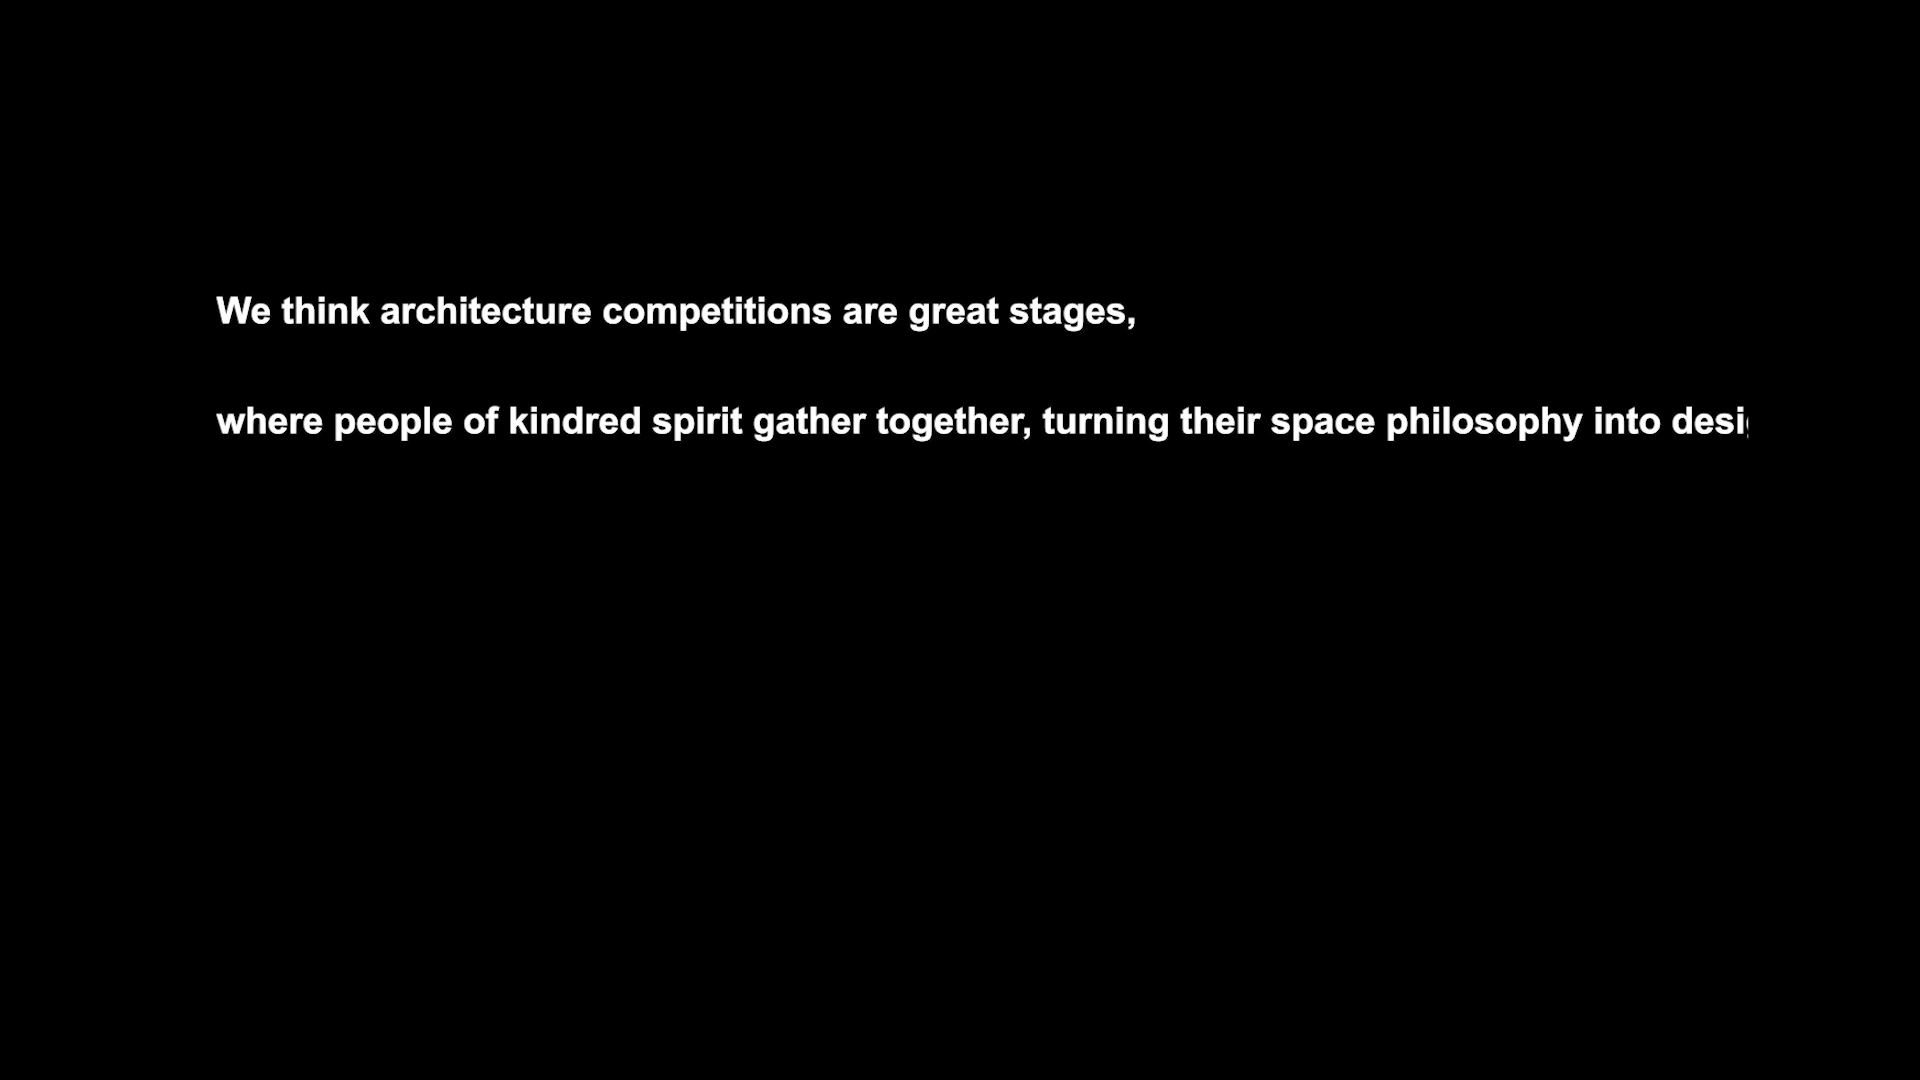 We think architecture competitions are great stages,
where people of kindred spirit gather together, turning their space philosophy into desi